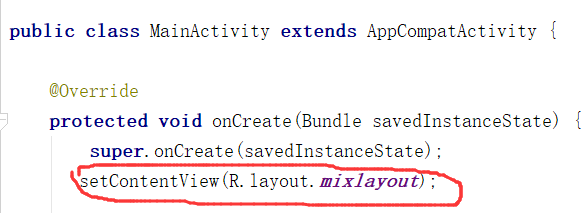 public class MainActivity extends AppCompatActivity {
@Override
protected void onCreate(Bundle savedInstanceState) {
super.onCreate(savedInstanceState);
setContentView(R.layout.mixlayout);